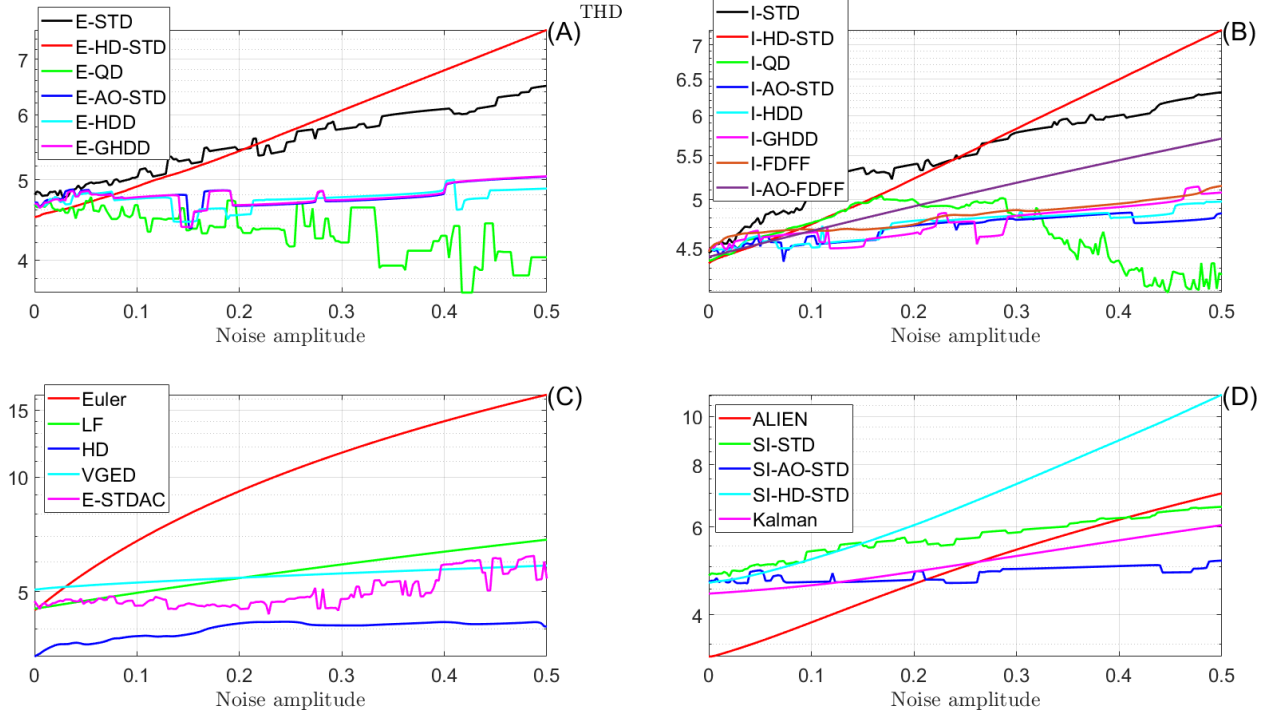 THD
(A)
E-STD
E-HD-STD
E-QD
E-AO-STD
E-HDD
E-GHDD
7
6
5
4
0 0.1 0.2 0.3 0.4 0.5
Noise amplitude
(B)
I-STD
I-HD-STD
I-QD
I-AO-STD
I-HDD
I-GHDD
I-FDFF
I-AO-FDFF
7
6.5
6
5.5
5
4.5
0 0.1 0.2 0.3 0.4 0.5
Noise amplitude
(C)
Euler
LF
HD
VGED
E-STDAC
15
10
5
0 0.1 0.2 0.3 0.4 0.5
Noise amplitude
(D)
ALIEN
SI-STD
SI-AO-STD
SI-HD-STD
Kalman
10
8
6
4
0 0.1 0.2 0.3 0.4 0.5
Noise amplitude